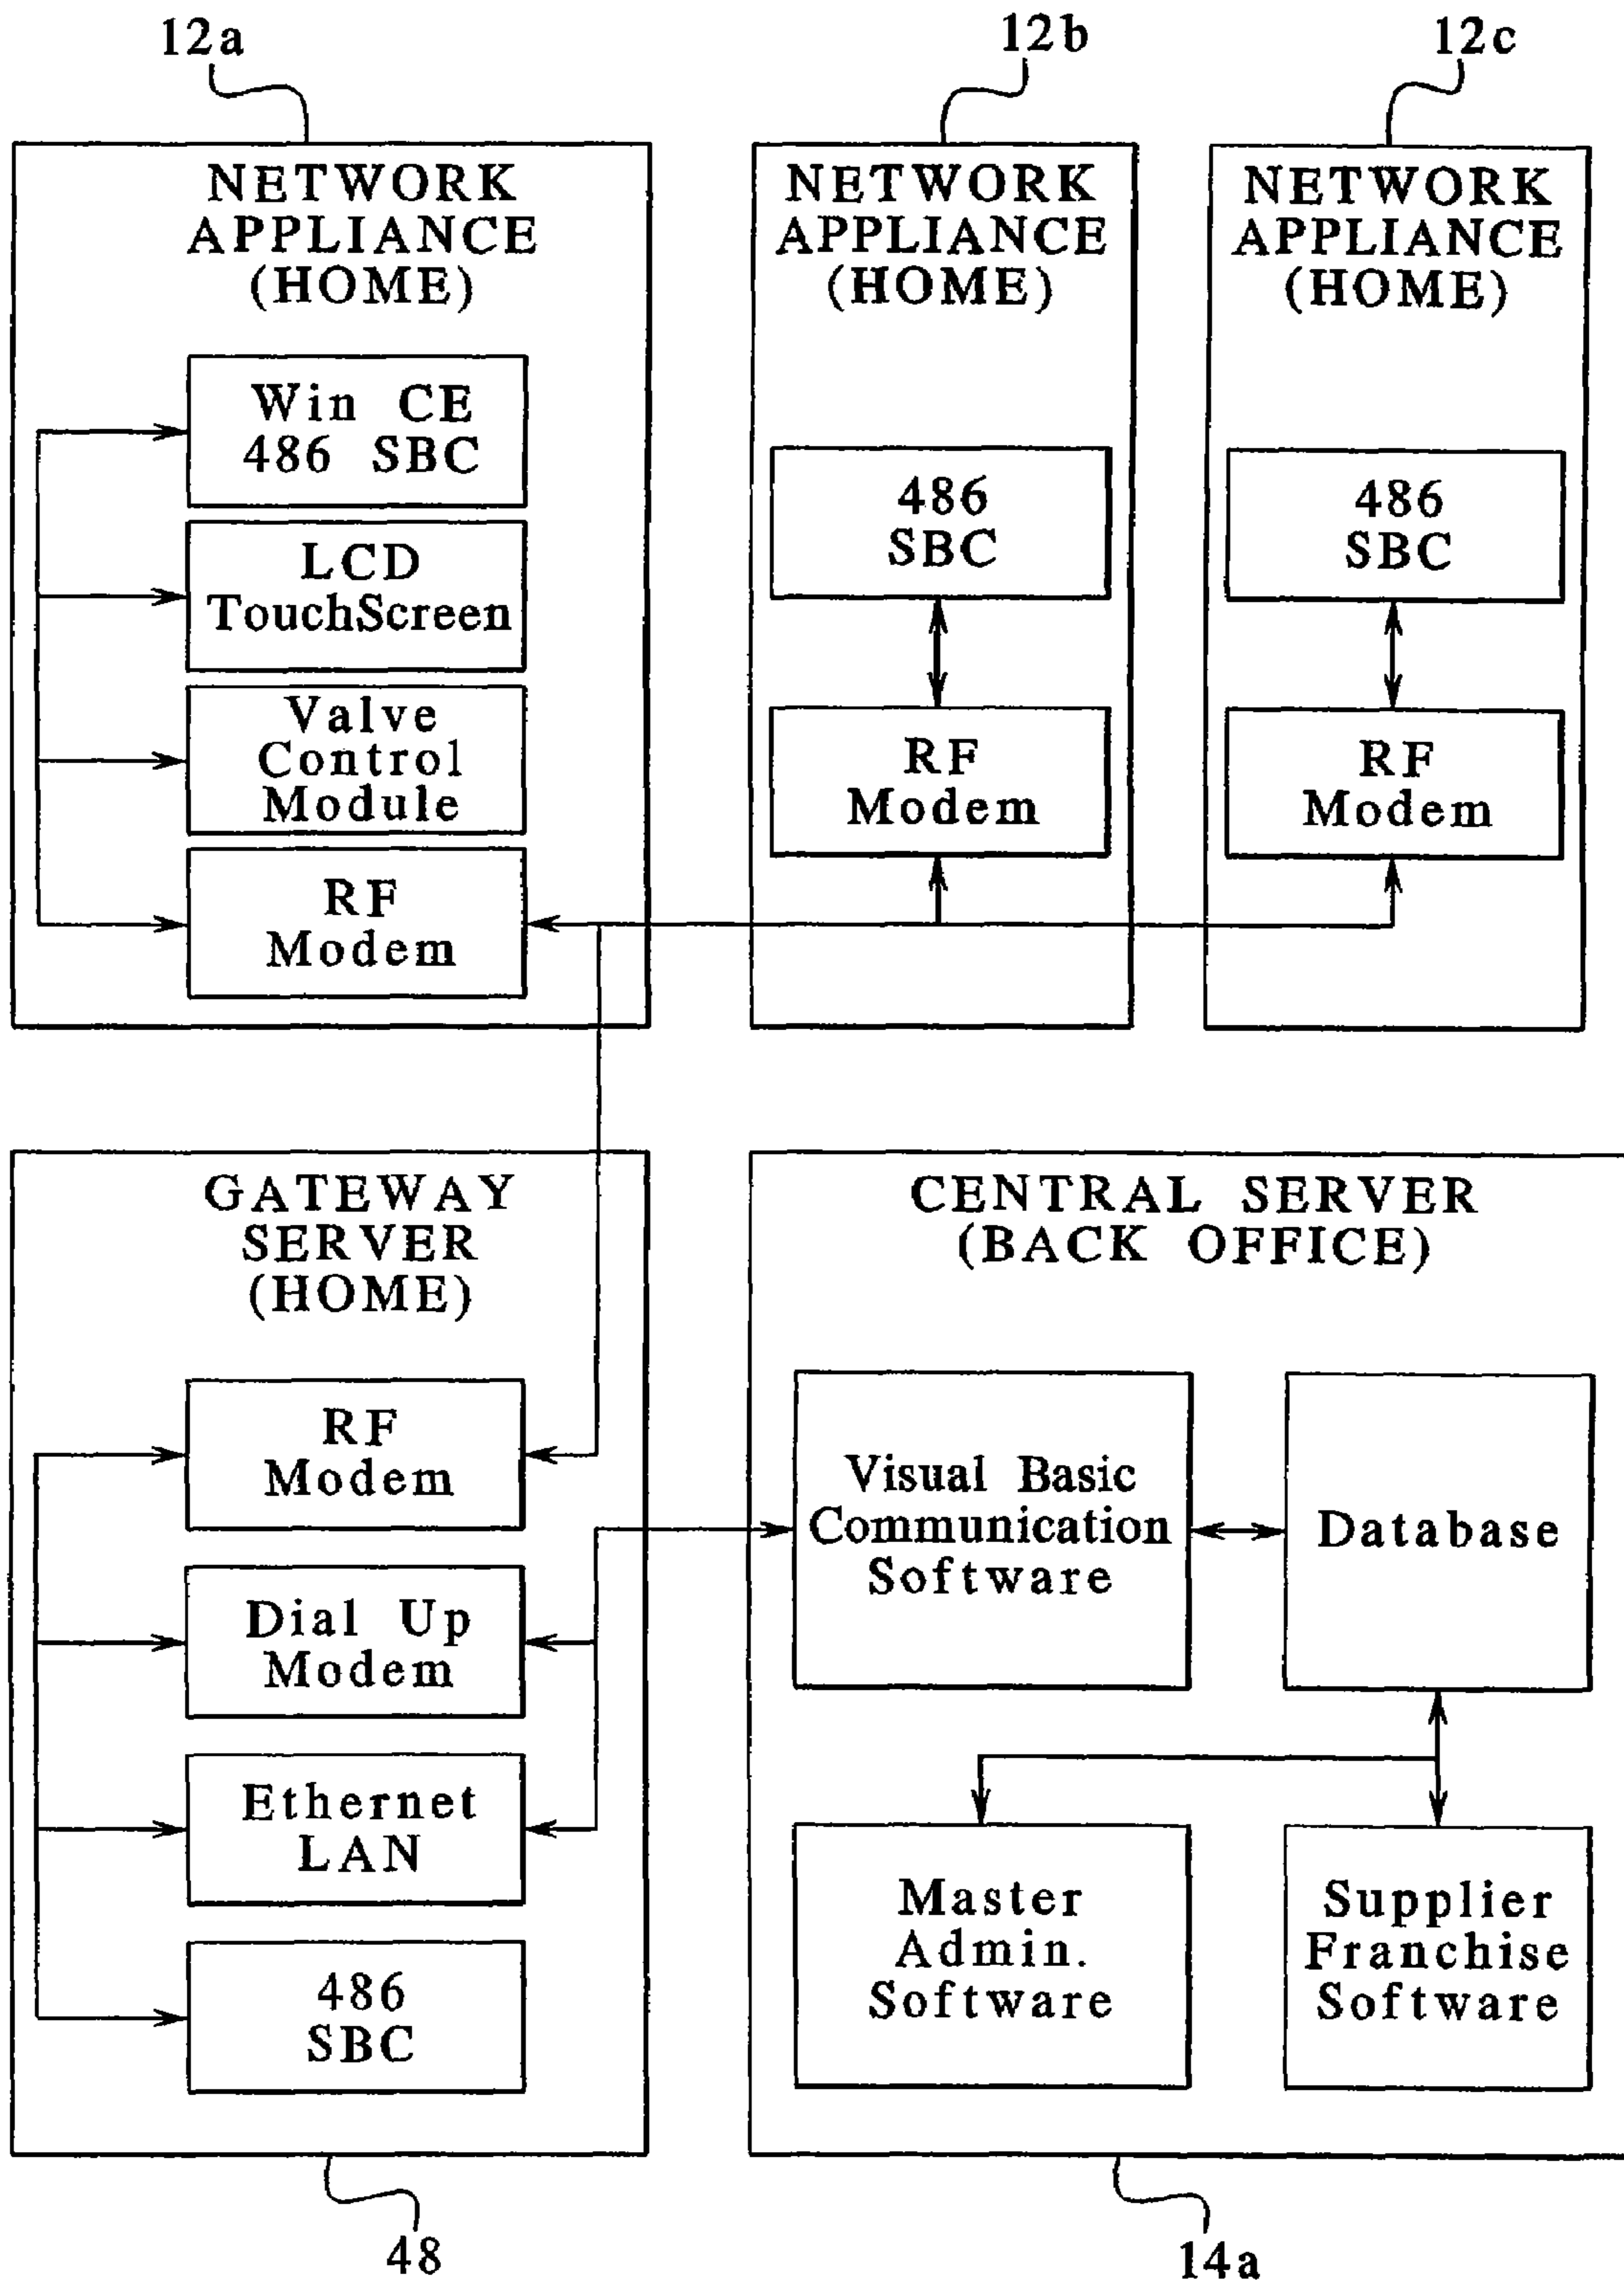 12a
12b
12c
NETWORK
APPLIANCE
(HOME)
Win CE
486 SBC
LCD
TouchScreen
Valve
Control
Module
RF
Modem
NETWORK
APPLIANCE
(HOME)
486
SBC
RF
Modem
NETWORK
APPLIANCE
(HOME)
486
SBC
RF
Modem
GATEWAY
SERVER
(HOME)
RF
Modem
Dial Up
Modem
Ethernet
LAN
486
SBC
48
CENTRAL SERVER
(BACK OFFICE)
Visual Basic
Communication
Software
Database
Master
Admin.
Software
Supplier
Franchise
Software
14a